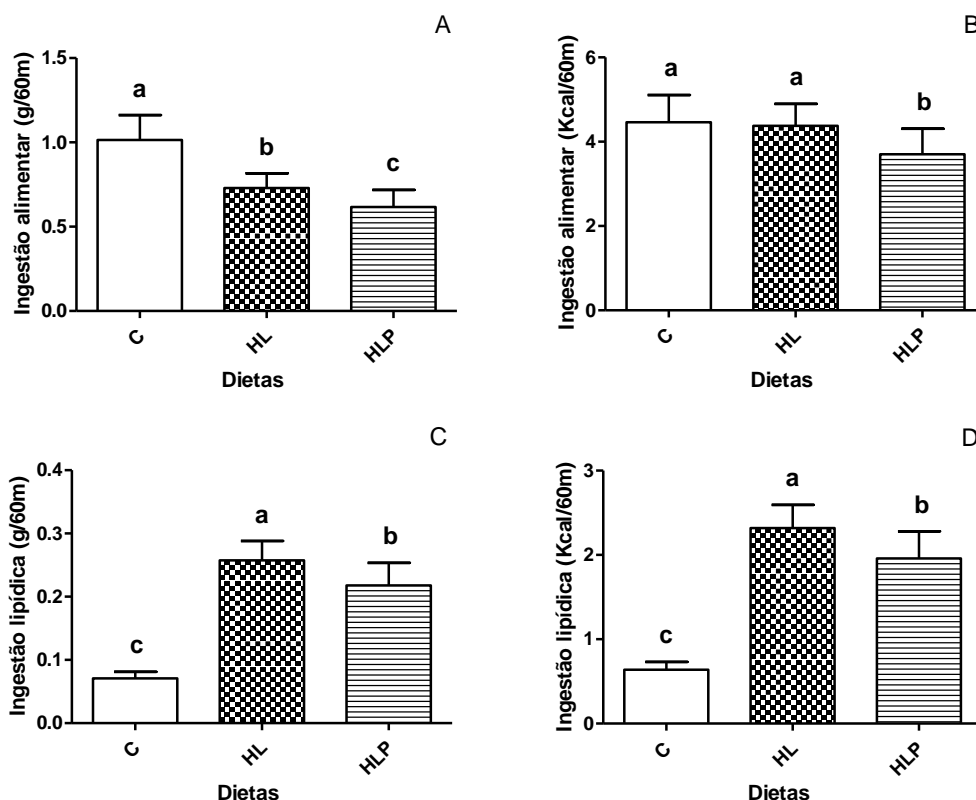 A
Ingestão alimentar (g/60m)
1.5
1.0
0.5
0.0
a
b
c
C
HL
HLP
Dietas
B
Ingestão alimentar (Kcal/60m)
6
4
2
0
a
a
b
C
HL
HLP
Dietas
C
Ingestão lipídica (g/60m)
0.4
0.3
0.2
0.1
0.0
c
a
b
C
HL
HLP
Dietas
D
Ingestão lipídica (Kcal/60m)
3
2
1
0
c
a
b
C
HL
HLP
Dietas